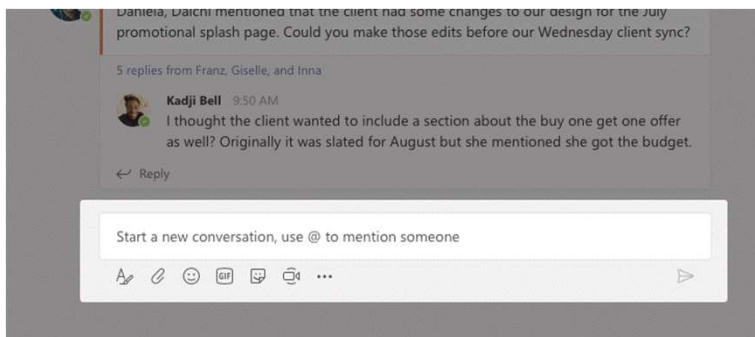 Daniela, Daichi mentioned that the client had some changes to our design for the July
promotional splash page. Could you make those edits before our Wednesday client sync?
5 replies from Franz, Giselle, and Inna
Kadji Bell 9:50 AM
I thought the client wanted to include a section about the buy one get one offer
as well? Originally it was slated for August but she mentioned she got the budget.
Reply
Start a new conversation, use @ to mention someone
GIF